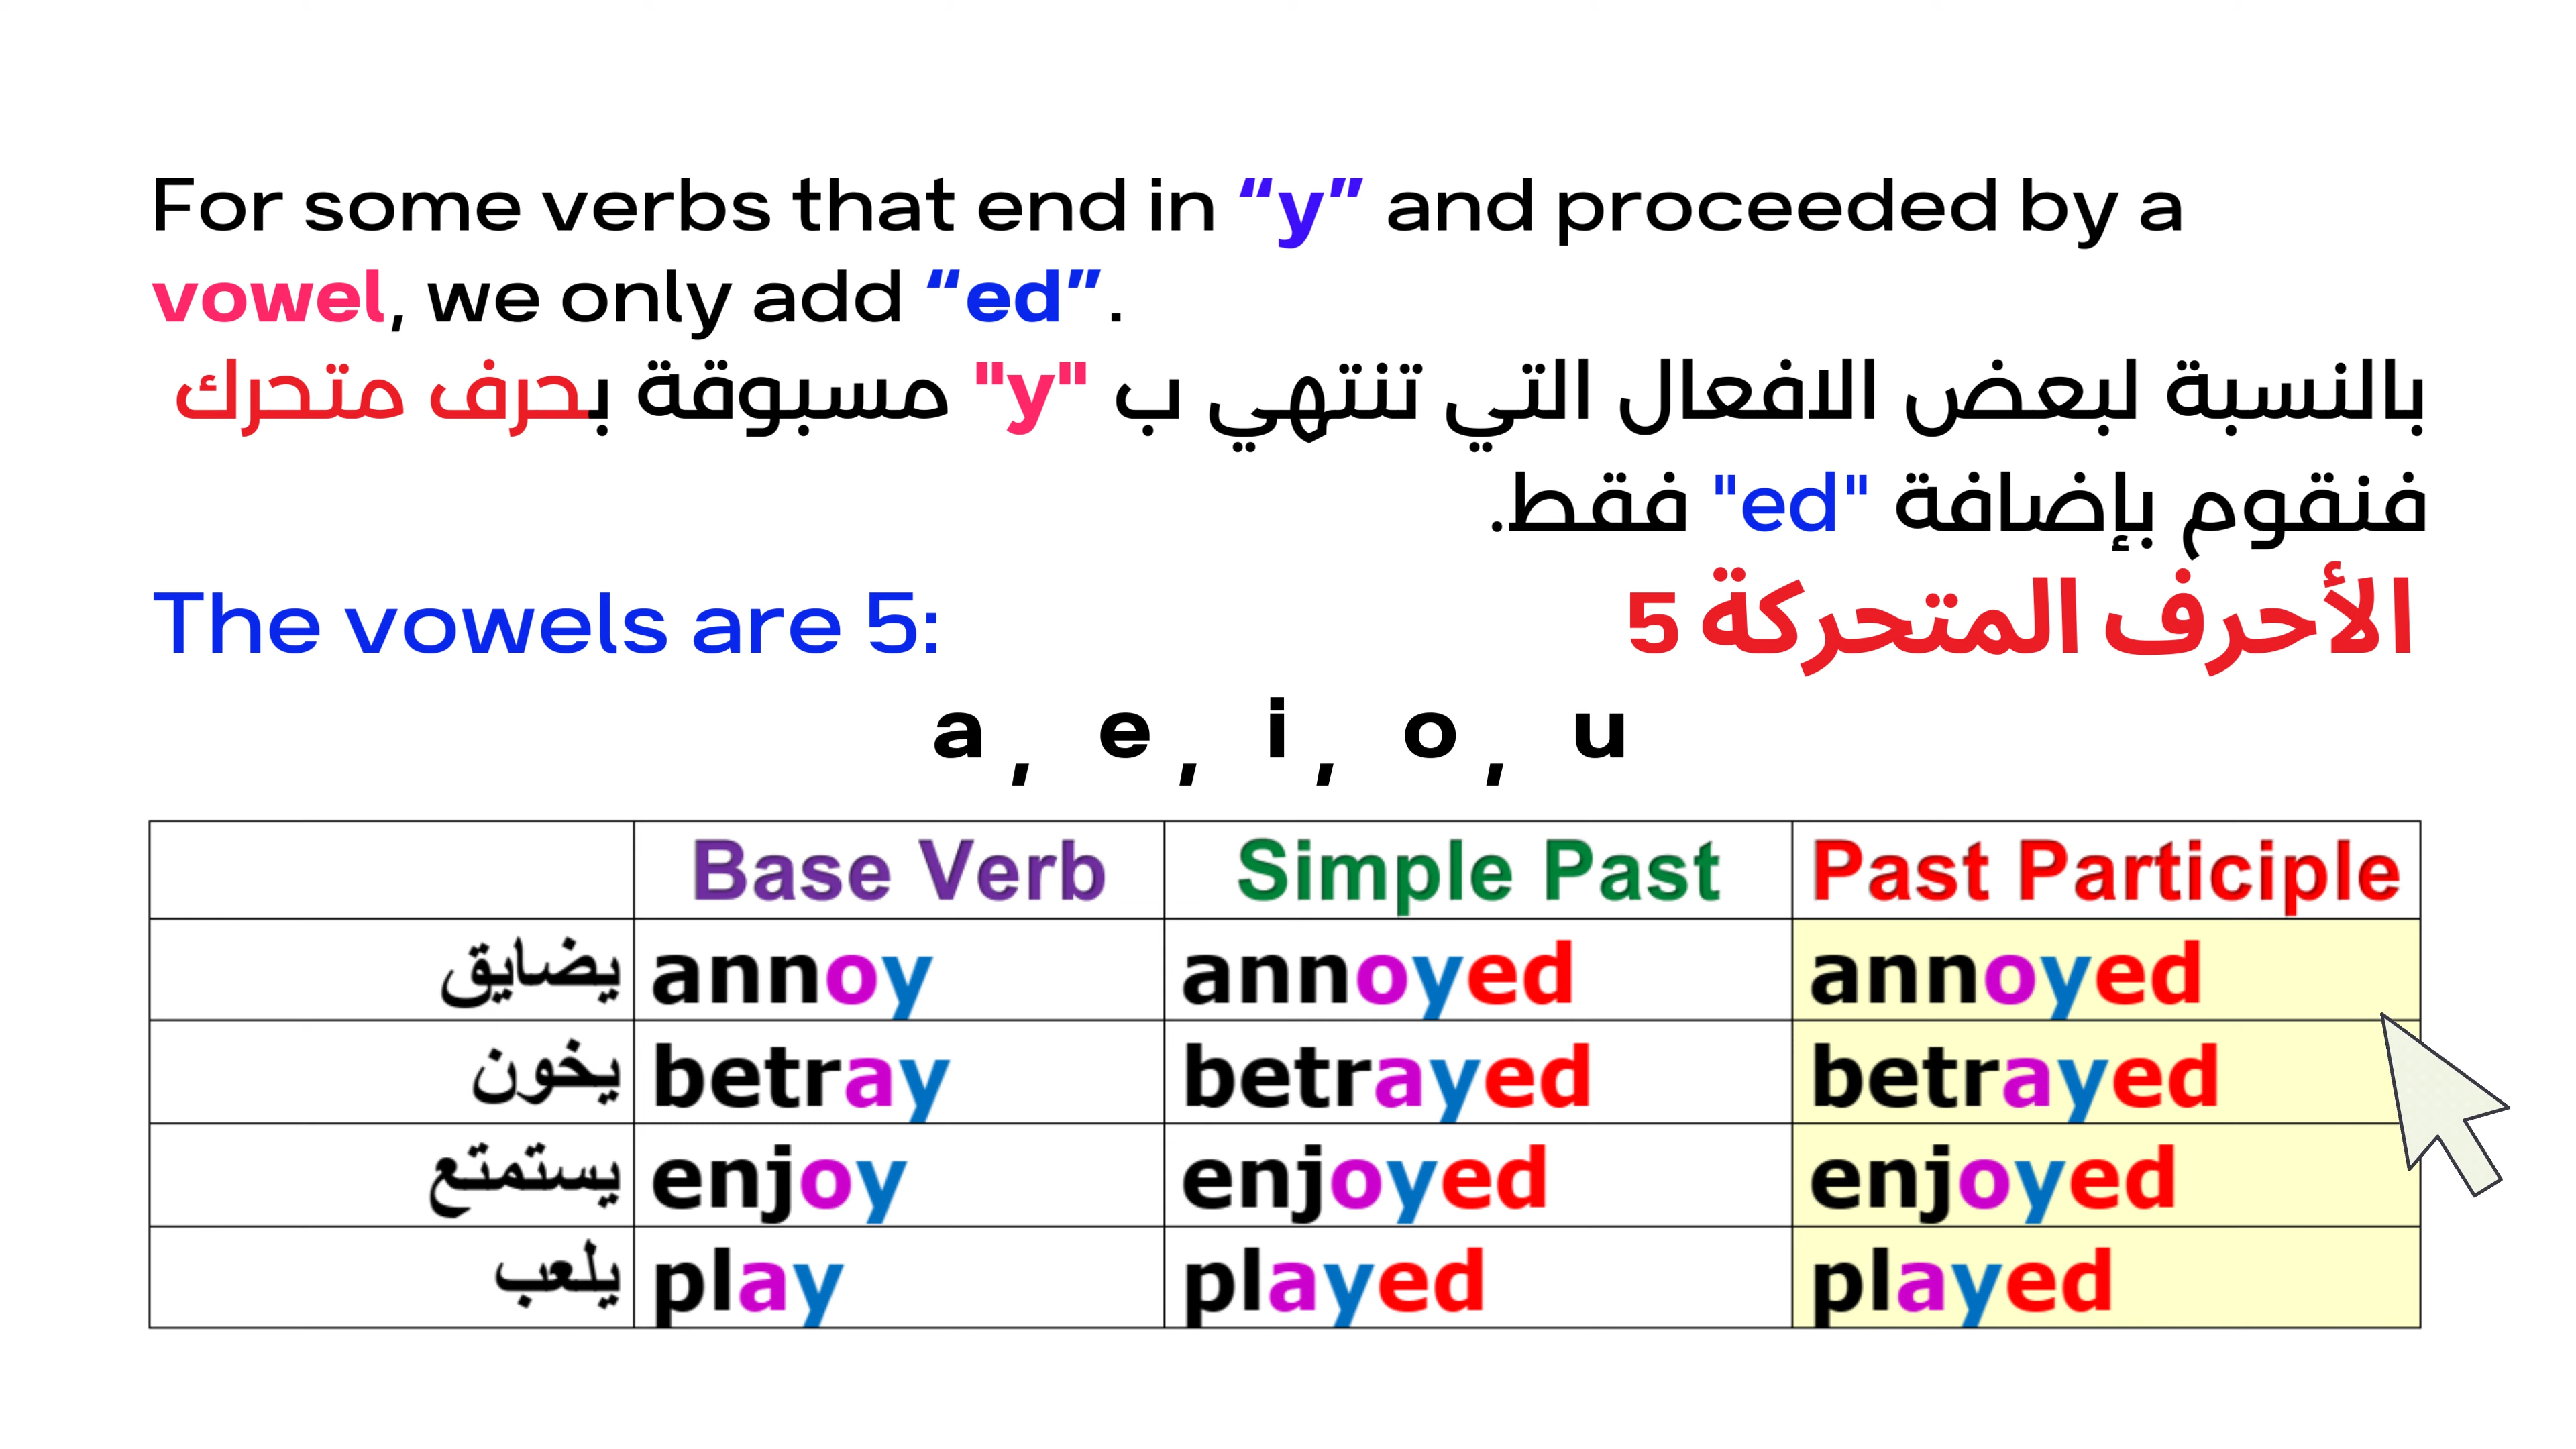 For some verbs that end in “y” and proceeded by a
vowel, we only add “ed”.
بالنسبة لبعض الافعال التي تنتهي ب "y" مسبوقة بحرف متحرك
فنقوم بإضافة "ed" فقط.
The vowels are 5:
الأحرف المتحركة 5
a , e , i , o , u
Base Verb Simple Past Past Participle
يضايق annoy annoyed annoyed
يخون betray betrayed betrayed
يستمتع enjoy enjoyed enjoyed
يلعب play played played